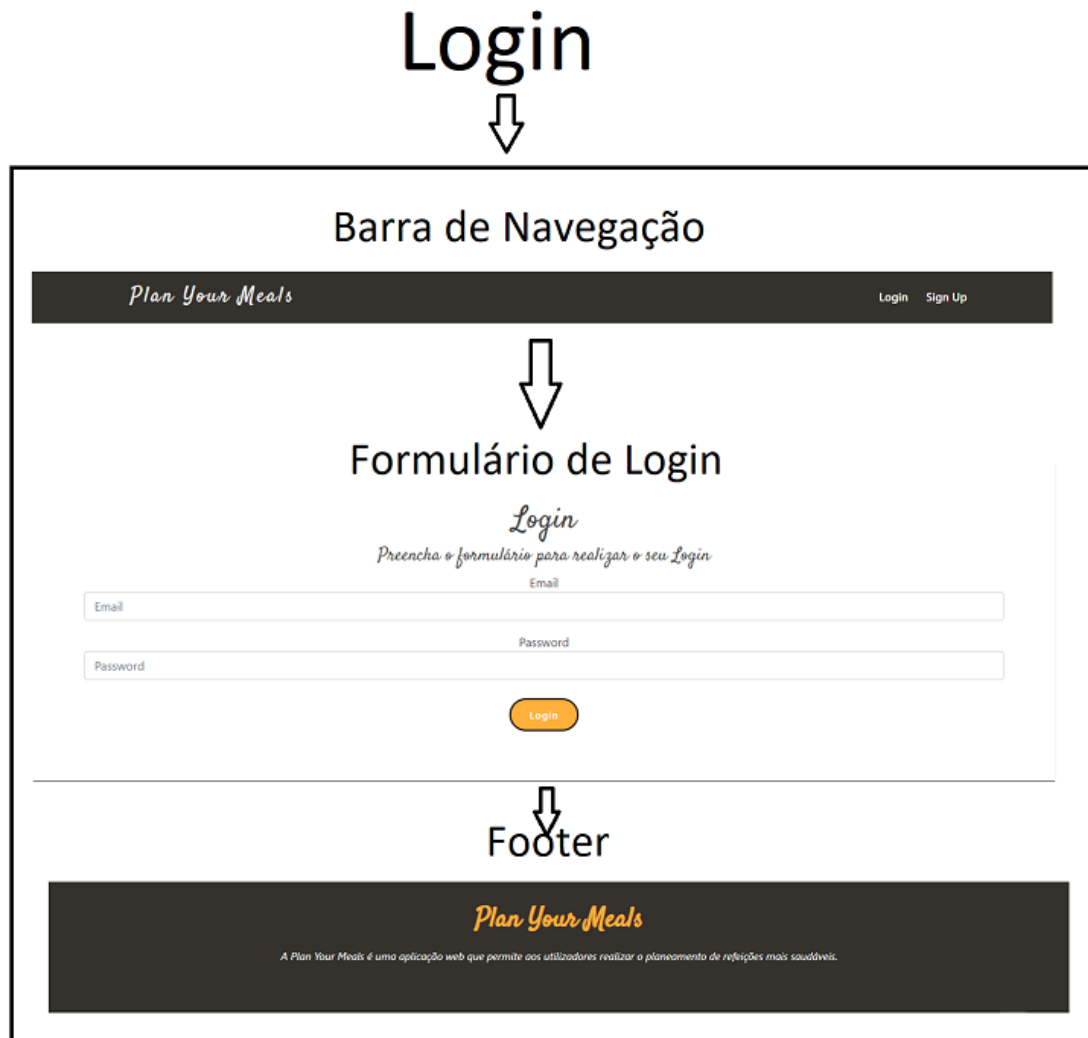 Login
Barra de Navegação
Plan Your Meals
Login Sign Up
Formulário de Login
Login
Preencha o formulário para realizar o seu Login
Email
Email
Password
Password
Login
Footer
Plan Your Meals
A Plan Your Meals é uma aplicação web que permite aos utilizadores realizar o planeamento de refeições mais saudáveis.